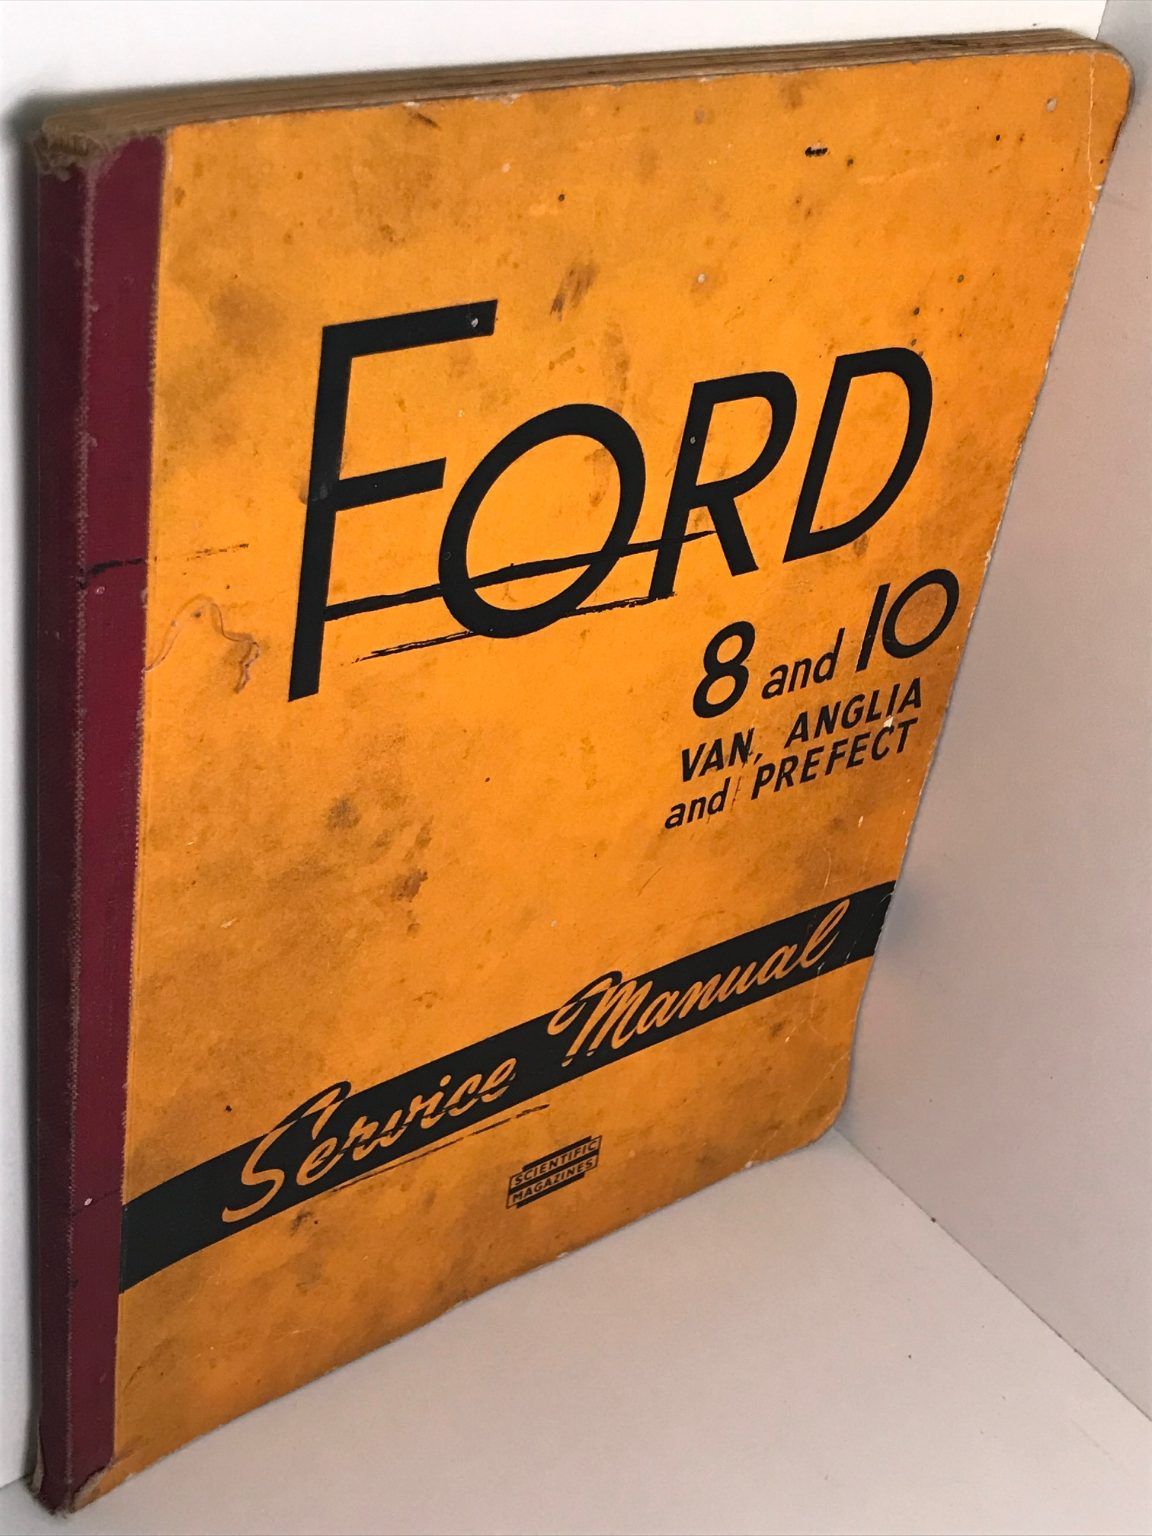 FORD
8 and 10
VAN, ANGLIA
and PREFECT
Service Manual
SCIENTIFIC
MAGAZINES